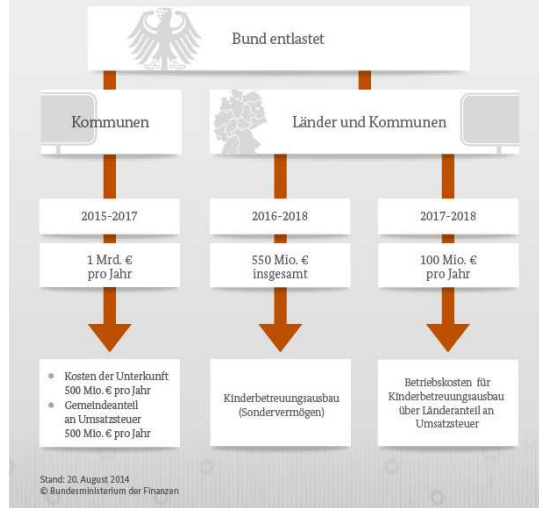 Bund entlastet
Kommunen
Länder und Kommunen
2015-2017
2016-2018
2017-2018
1 Mrd. €
pro Jahr
550 Mio. €
insgesamt
100 Mio. €
pro Jahr
Kosten der Unterkunft
500 Mio. € pro Jahr
Gemeindeanteil
an Umsatzsteuer
500 Mio. € pro Jahr
Kinderbetreuungsausbau
(Sondervermögen)
Betriebskosten für
Kinderbetreuungsausbau
über Länderanteil an
Umsatzsteuer
Stand: 20. August 2014
© Bundesministerium der Finanzen